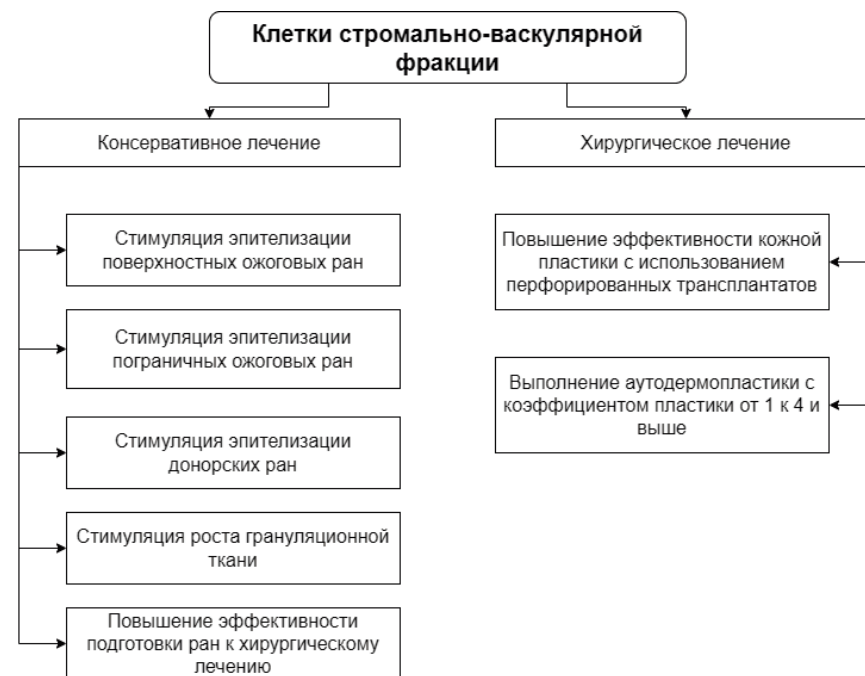 Клетки стромально-васкулярной
фракции
Консервативное лечение
Стимуляция эпителизации
поверхностных ожоговых ран
Стимуляция эпителизации
пограничных ожоговых ран
Стимуляция эпителизации
донорских ран
Стимуляция роста грануляционной
ткани
Повышение эффективности
подготовки ран к хирургическому
лечению
Хирургическое лечение
Повышение эффективности кожной
пластики с использованием
перфорированных трансплантатов
Выполнение аутодермопластики с
коэффициентом пластики от 1 к 4 и
выше